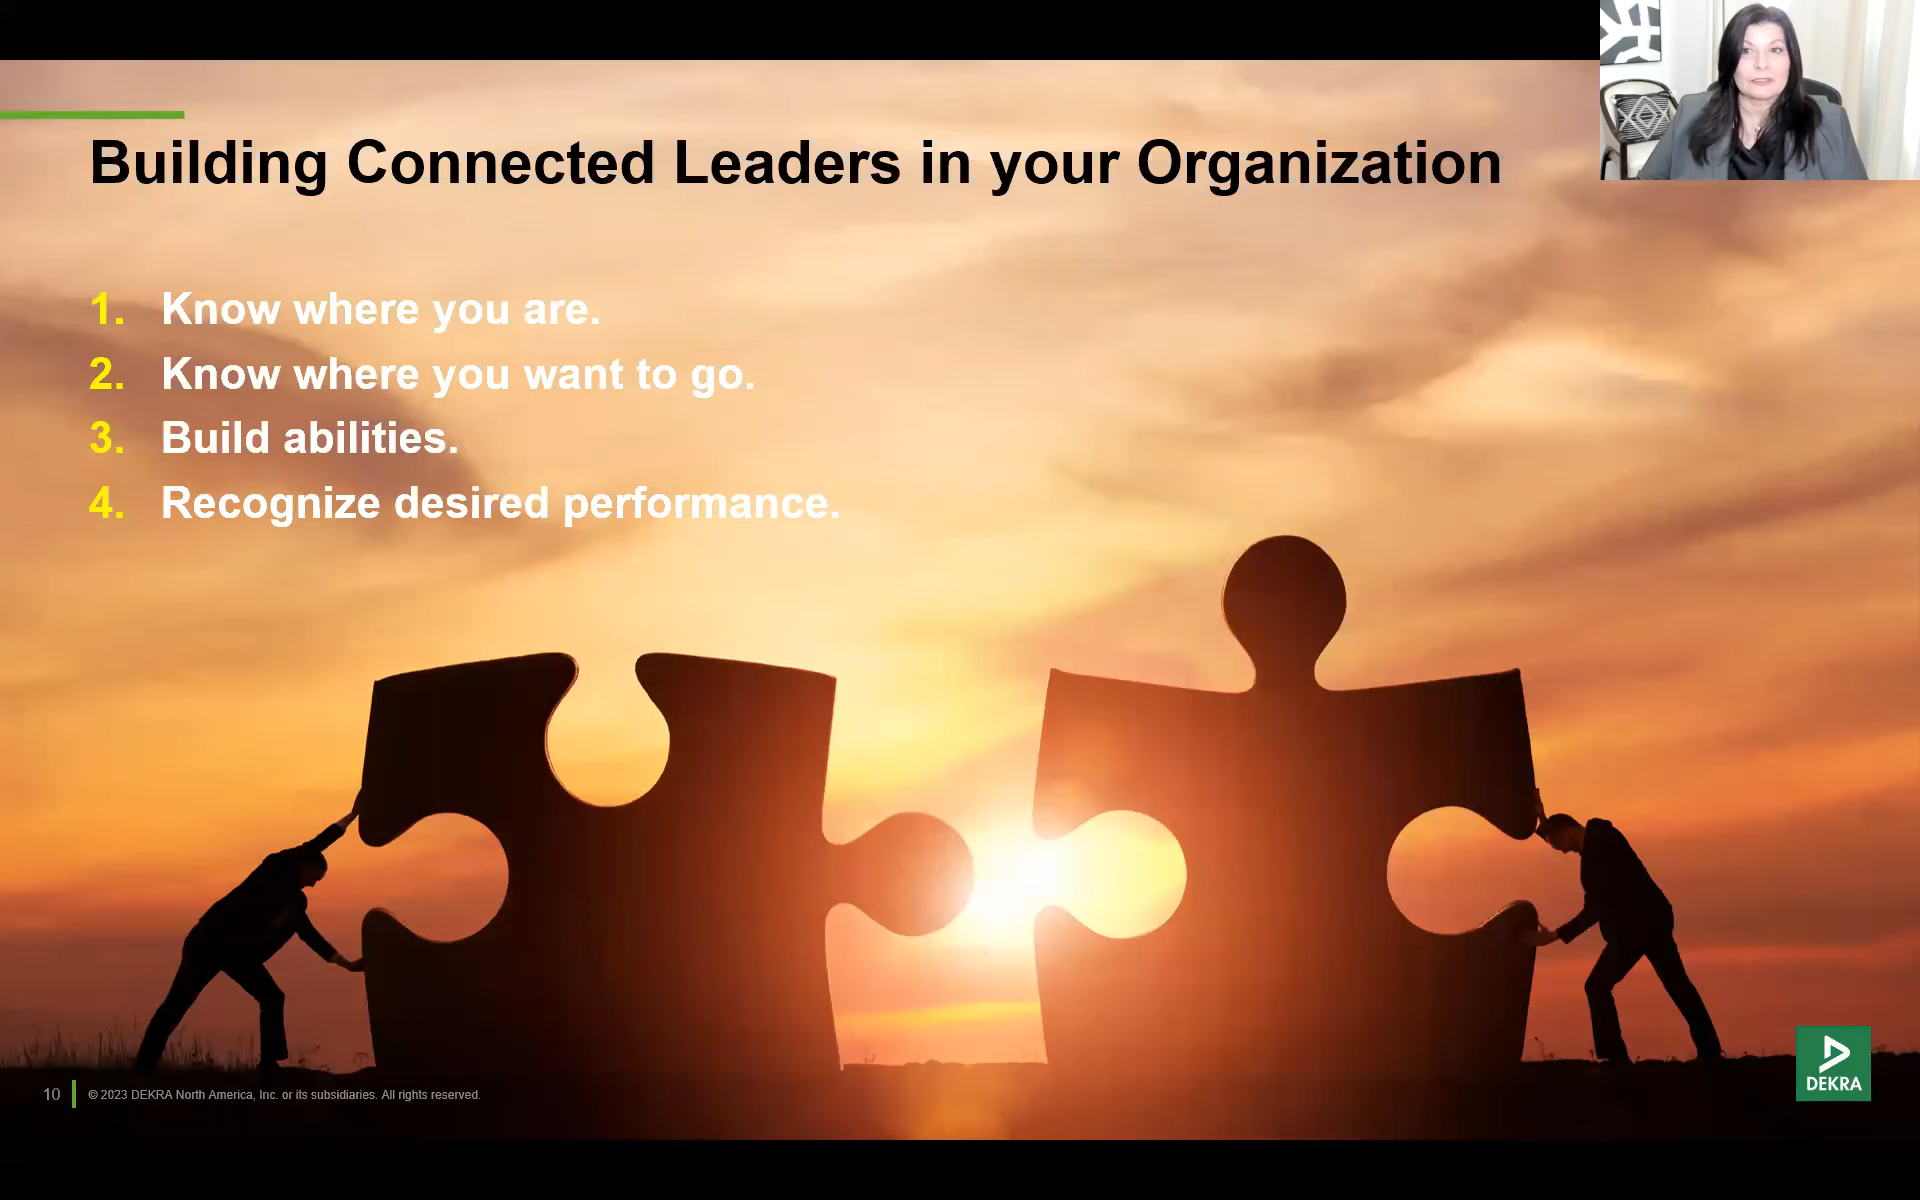 Building Connected Leaders in your Organization
1. Know where you are.
2. Know where you want to go.
3. Build abilities.
4. Recognize desired performance.
10 © 2023 DEKRA North America, Inc. or its subsidiaries. All rights reserved.
DEKRA